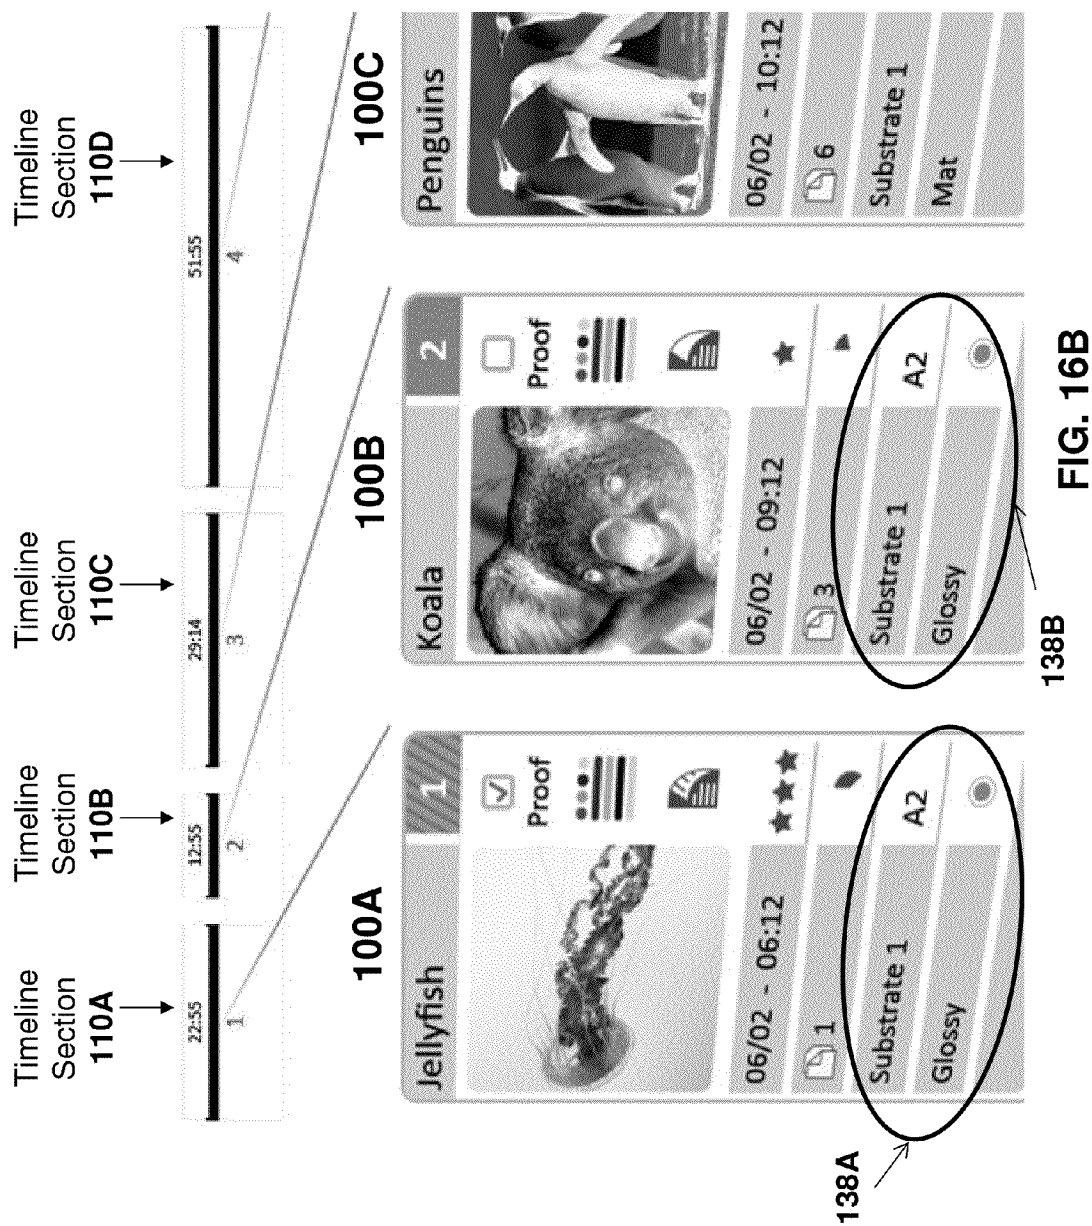 Timeline
Section
110A
Timeline
Section
110B
Timeline
Section
110C
Timeline
Section
110D
22:55
12:55
29:14
51:55
1
2
3
4
100A
100B
100C
Jellyfish
1
Proof
06/02 - 06:12
1
Substrate 1
A2
Glossy
138A
Koala
2
Proof
06/02 - 09:12
3
Substrate 1
A2
Glossy
138B
Penguins
06/02 - 10:12
6
Substrate 1
Mat
FIG. 16B